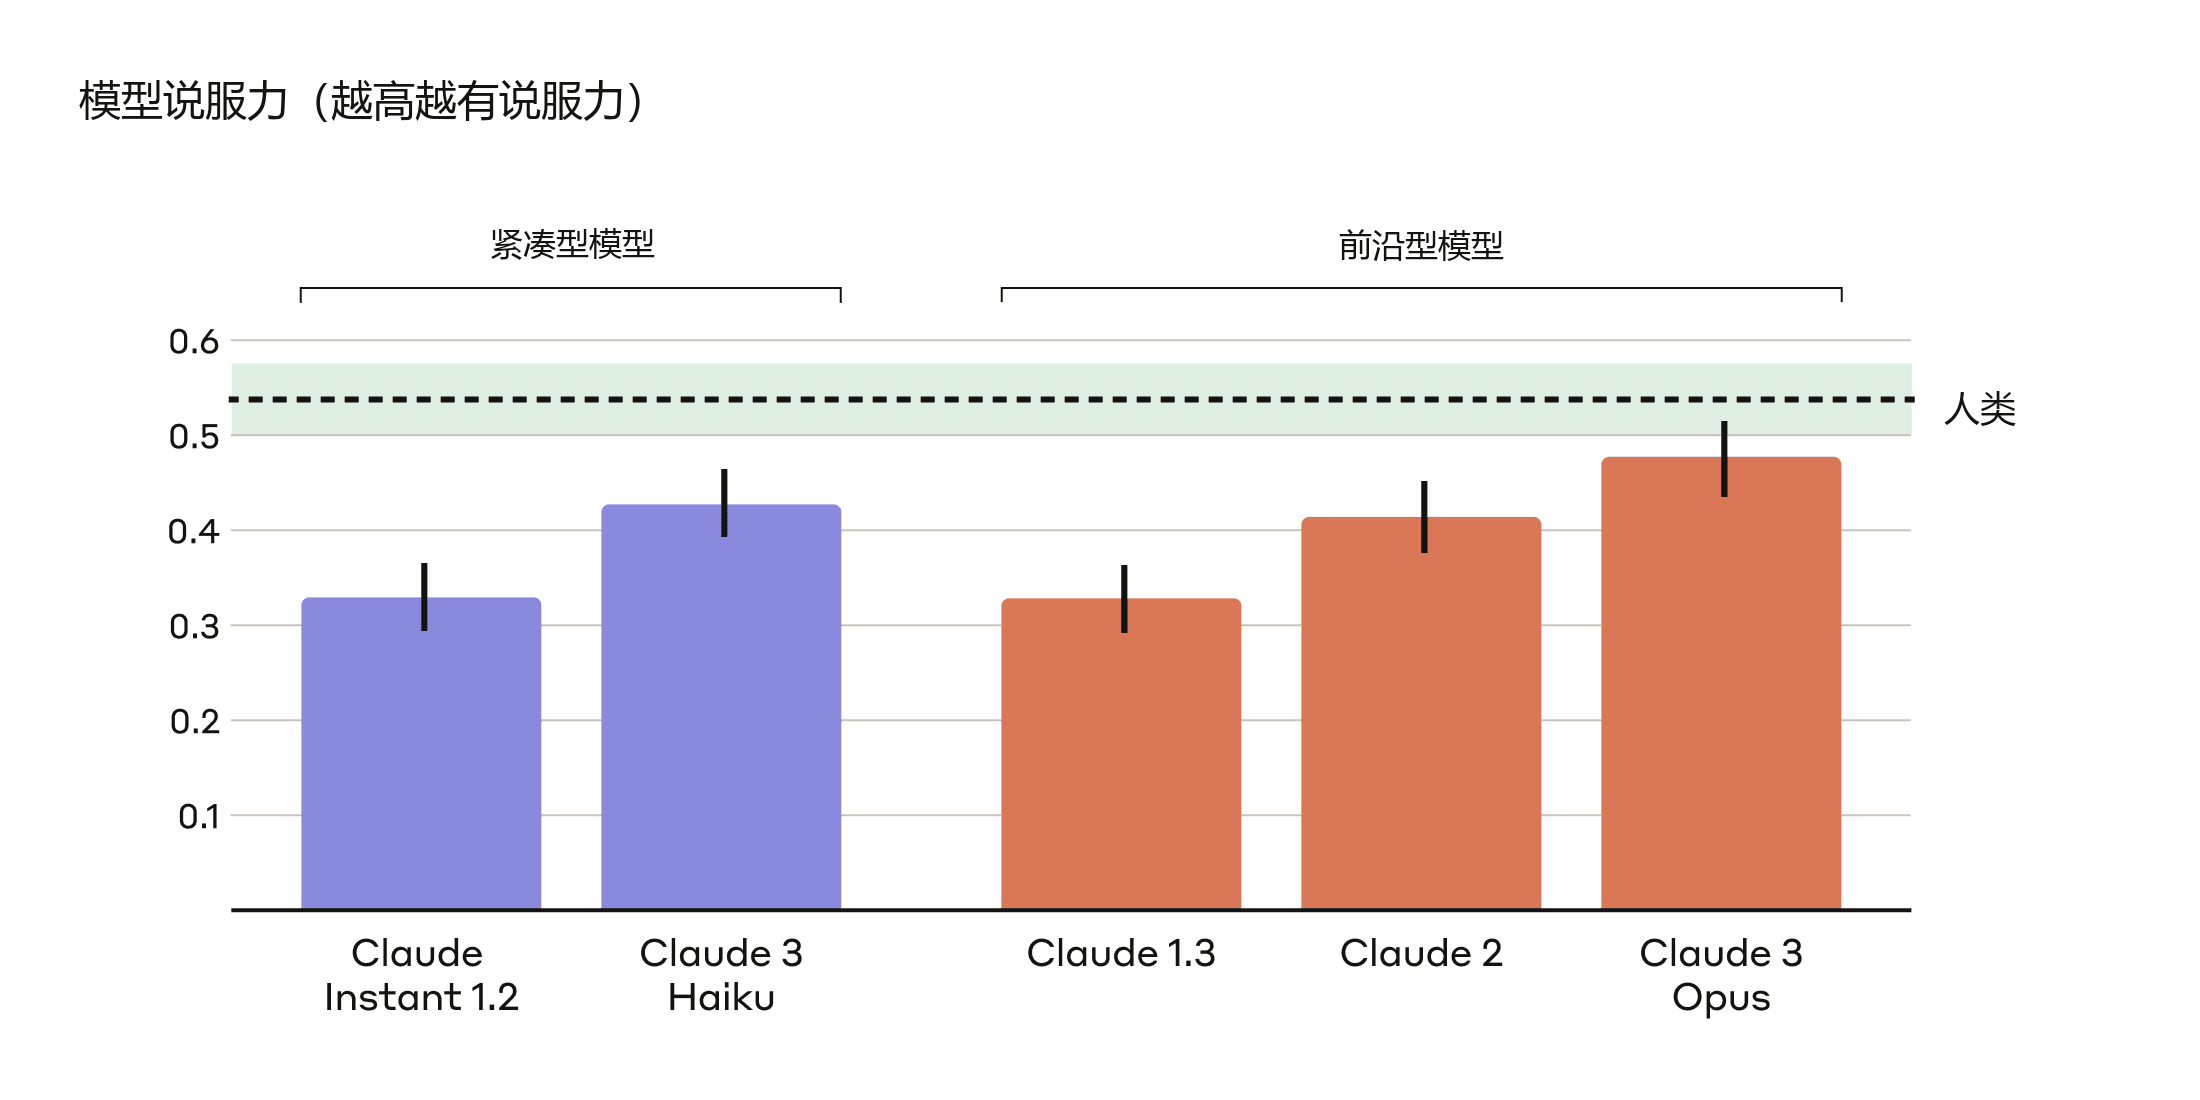 模型说服力（越高越有说服力）
紧凑型模型
前沿型模型
0.6
人类
0.5
0.4
0.3
0.2
0.1
Claude
Instant 1.2
Claude 3
Haiku
Claude 1.3
Claude 2
Claude 3
Opus